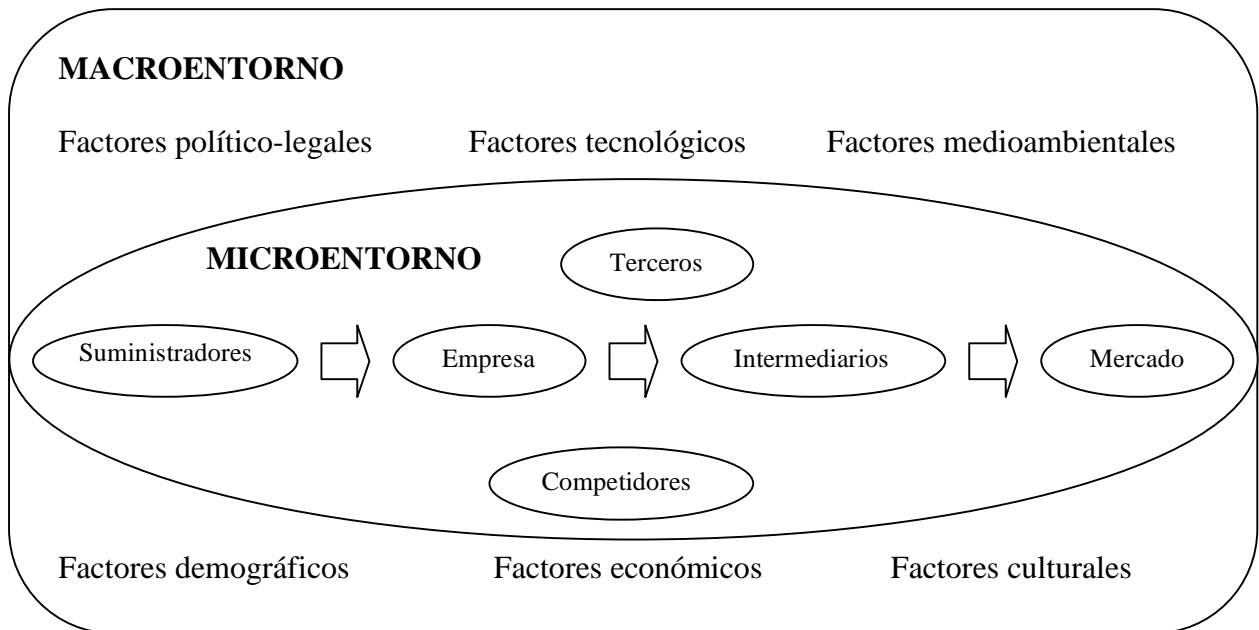 MACROENTORNO
Factores político-legales Factores tecnológicos Factores medioambientales
MICROENTORNO
Terceros
Suministradores Empresa Intermediarios Mercado
Competidores
Factores demográficos Factores económicos Factores culturales